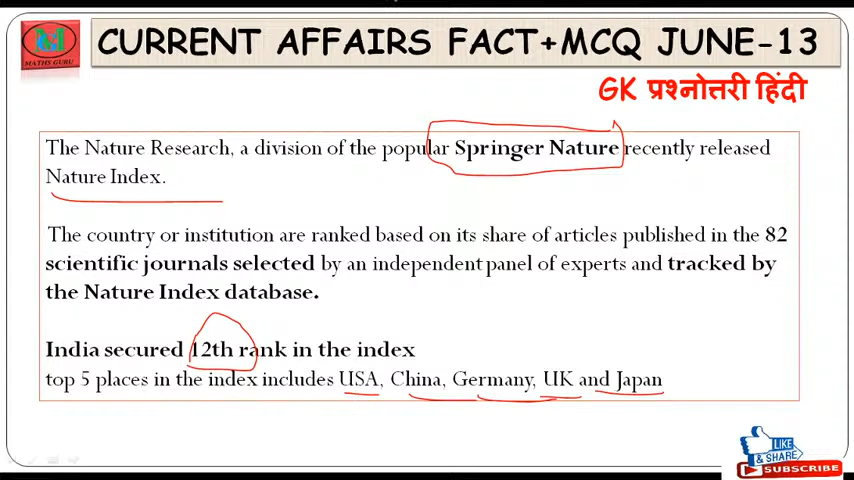 CURRENT AFFAIRS FACT+MCQ JUNE-13
MATHS GURU
GK प्रश्नोत्तरी हिंदी
The Nature Research, a division of the popular Springer Nature recently released
Nature Index.
The country or institution are ranked based on its share of articles published in the 82
scientific journals selected by an independent panel of experts and tracked by
the Nature Index database.
India secured 12th rank in the index
top 5 places in the index includes USA, China, Germany, UK and Japan
LIKE
& SHARE
SUBSCRIBE